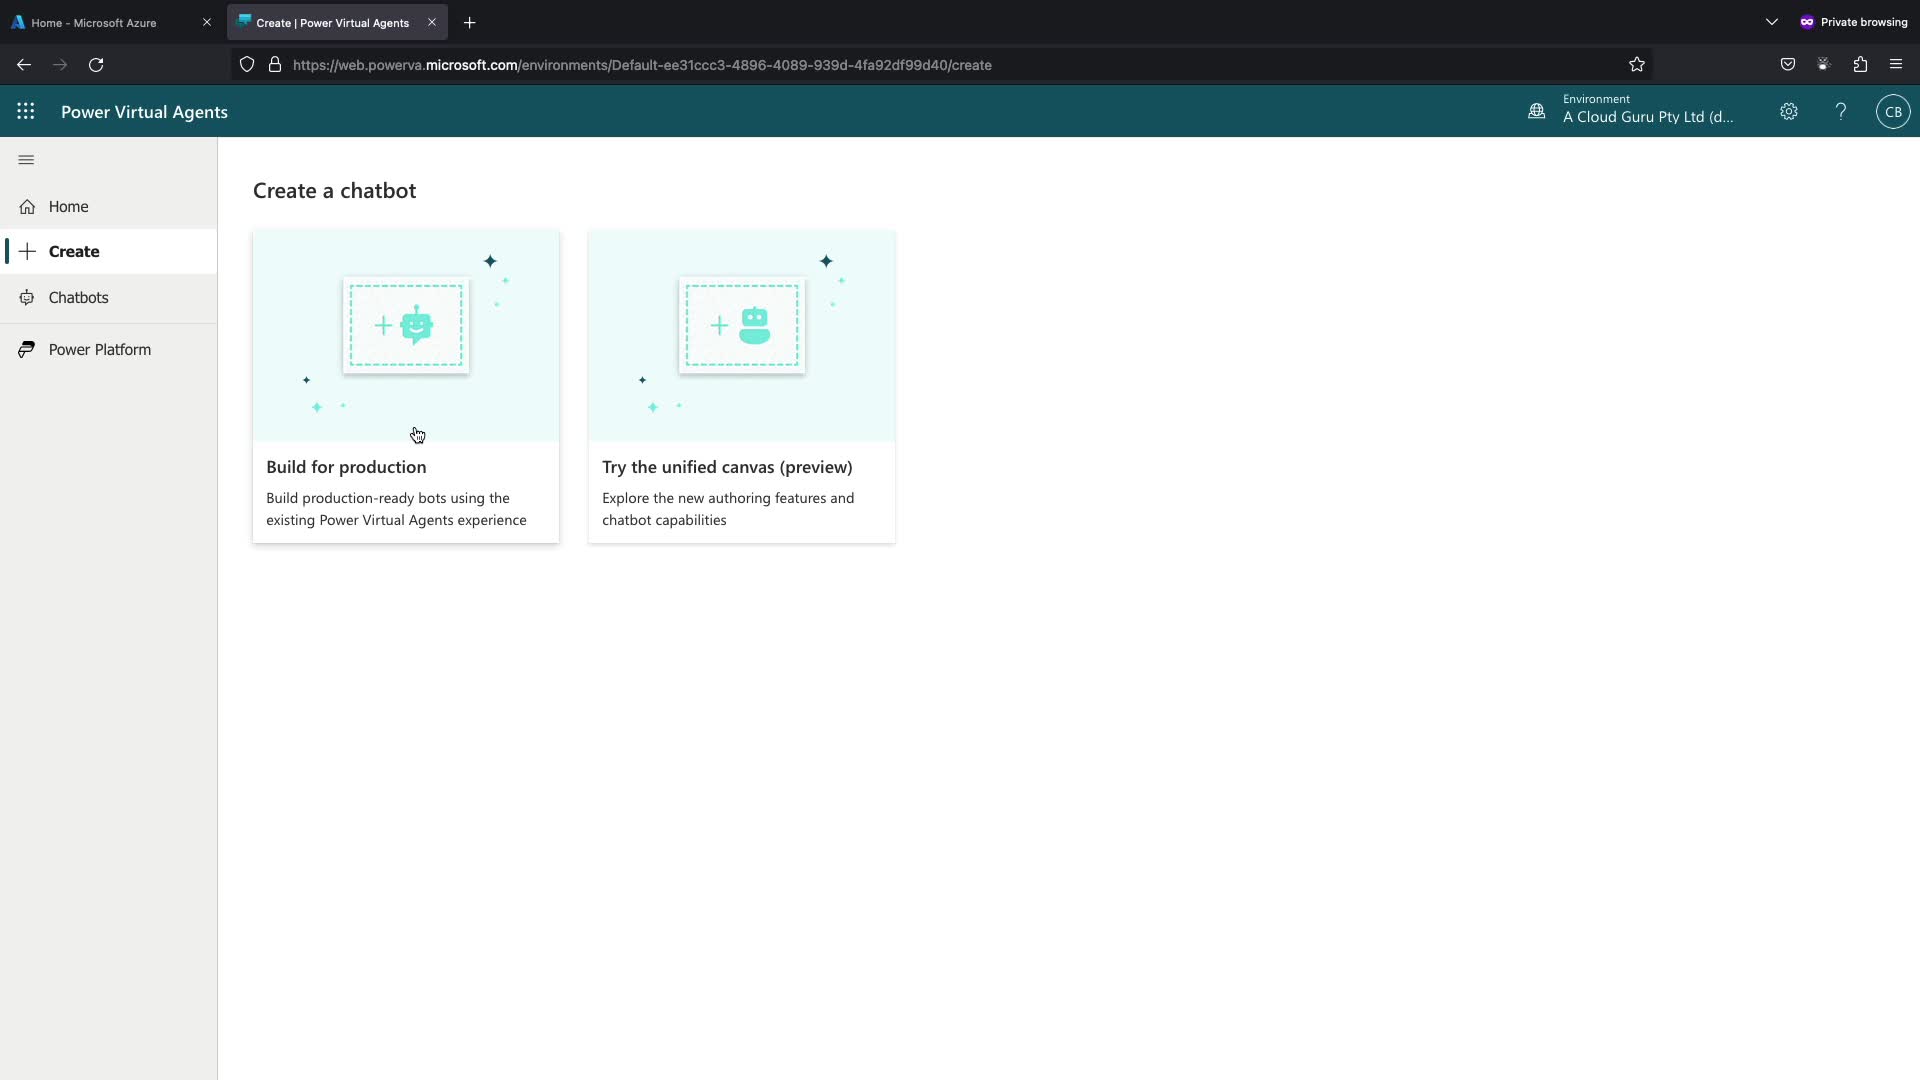 Home - Microsoft Azure
Create | Power Virtual Agents
Private browsing
https://web.powerva.microsoft.com/environments/Default-ee31ccc3-4896-4089-939d-4fa92df99d40/create
Power Virtual Agents
Environment
A Cloud Guru Pty Ltd (d...
CB
Home
Create
Chatbots
Power Platform
Create a chatbot
Build for production
Build production-ready bots using the
existing Power Virtual Agents experience
Try the unified canvas (preview)
Explore the new authoring features and
chatbot capabilities